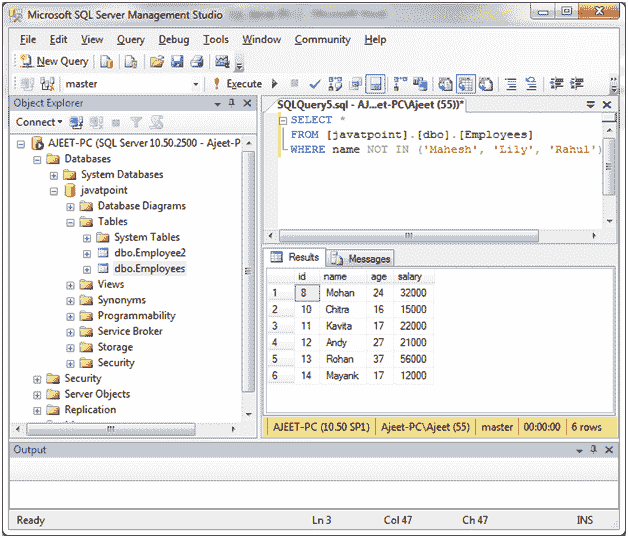 Microsoft SQL Server Management Studio
File Edit View Query Debug Tools Window Community Help
New Query
master Execute
Object Explorer
Connect
AJEET-PC (SQL Server 10.50.2500 - Ajeet-P
Databases
System Databases
javatpoint
Database Diagrams
Tables
System Tables
dbo.Employee2
dbo.Employees
Views
Synonyms
Programmability
Service Broker
Storage
Security
Security
Server Objects
Replication
SQLQuery5.sql - AJ...et-PC\Ajeet (55))*
SELECT *
FROM [javatpoint].[dbo].[Employees]
WHERE name NOT IN ('Mahesh', 'Lily', 'Rahul')
Results Messages
id name age salary
1 8 Mohan 24 32000
2 10 Chitra 16 15000
3 11 Kavita 17 22000
4 12 Andy 27 21000
5 13 Rohan 37 56000
6 14 Mayank 17 12000
AJEET-PC (10.50 SP1) Ajeet-PC\Ajeet (55) master 00:00:00 6 rows
Output
Ready Ln 3 Col 47 Ch 47 INS